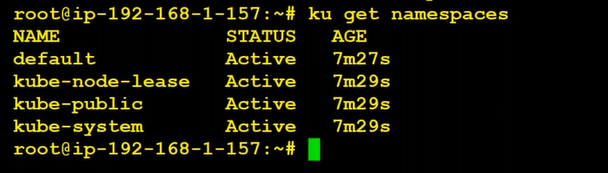 root@ip-192-168-1-157:~# ku get namespaces
NAME STATUS AGE
default Active 7m27s
kube-node-lease Active 7m29s
kube-public Active 7m29s
kube-system Active 7m29s
root@ip-192-168-1-157:~#